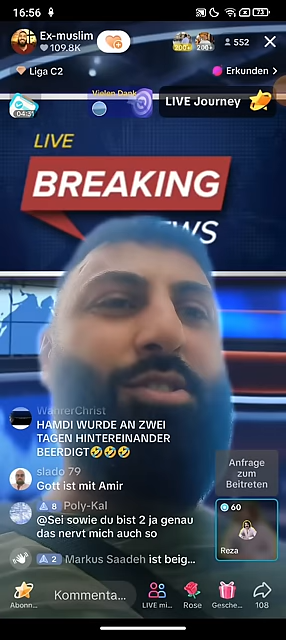 16:56
73
Ex-muslim
109.8K
200+
200+
552
Liga C2
Erkunden
Vielen Dank
04:31
LIVE Journey
LIVE
BREAKING
NEWS
WahrerChrist
HAMDI WURDE AN ZWEI
TAGEN HINTEREINANDER
BEERDIGT🤣🤣🤣
slado 79
Gott ist mit Amir
8 Poly-Kal
@Sei sowie du bist 2 ja genau
das nervt mich auch so
2 Markus Saadeh ist beig...
Anfrage
zum
Beitreten
60
Reza
Abonn...
Kommenta...
LIVE mi...
Rose
Gesche...
108